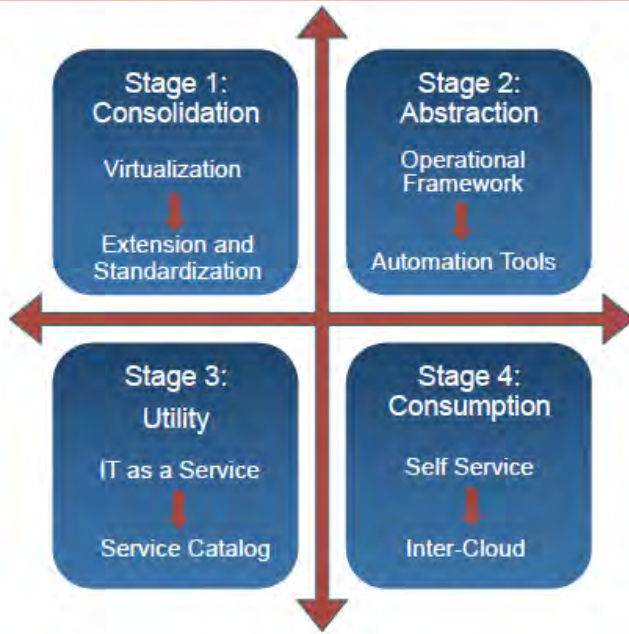 Stage 1:
Consolidation
Virtualization
Extension and
Standardization
Stage 2:
Abstraction
Operational
Framework
Automation Tools
Stage 3:
Utility
IT as a Service
Service Catalog
Stage 4:
Consumption
Self Service
Inter-Cloud